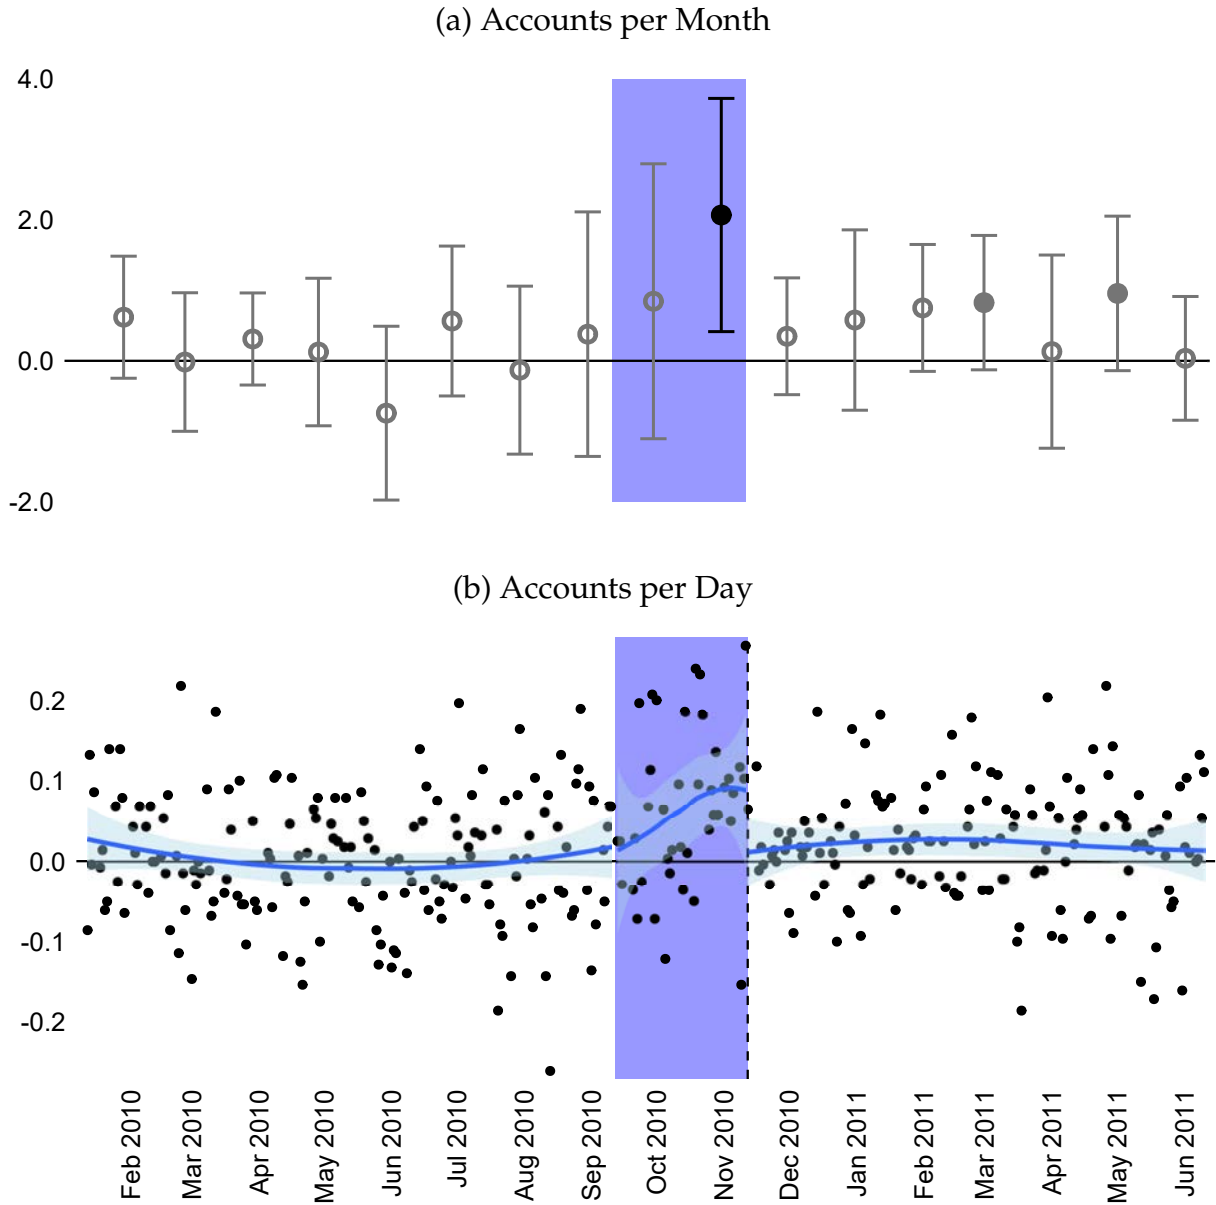 (a) Accounts per Month
4.0
2.0
0.0
-2.0
(b) Accounts per Day
0.2
0.1
0.0
-0.1
-0.2
Feb 2010
Mar 2010
Apr 2010
May 2010
Jun 2010
Jul 2010
Aug 2010
Sep 2010
Oct 2010
Nov 2010
Dec 2010
Jan 2011
Feb 2011
Mar 2011
Apr 2011
May 2011
Jun 2011